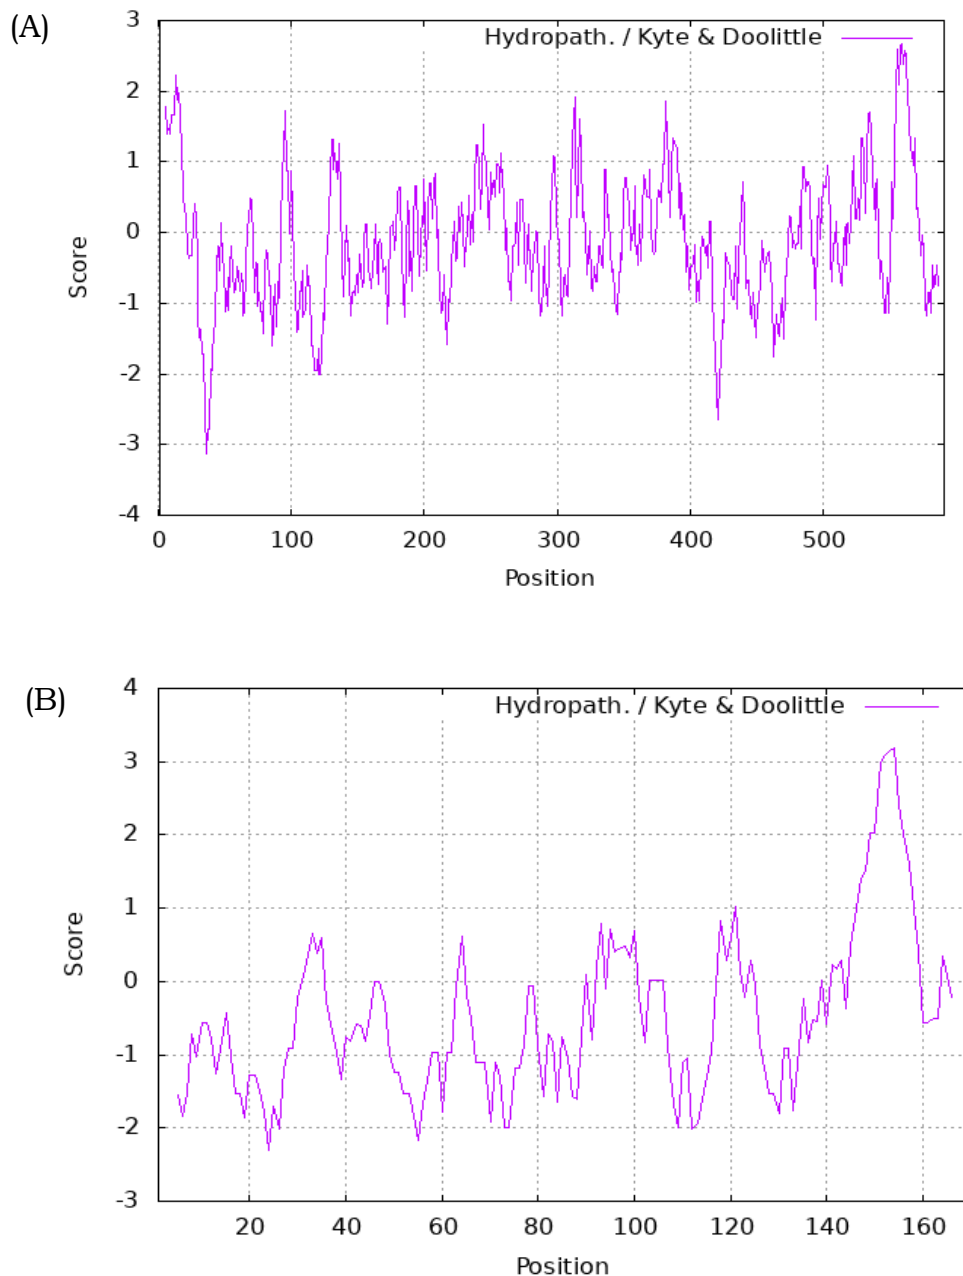 (A)
Hydropath. / Kyte & Doolittle
3
2
1
0
-1
-2
-3
-4
Score
0 100 200 300 400 500
Position
(B)
Hydropath. / Kyte & Doolittle
4
3
2
1
0
-1
-2
-3
Score
20 40 60 80 100 120 140 160
Position